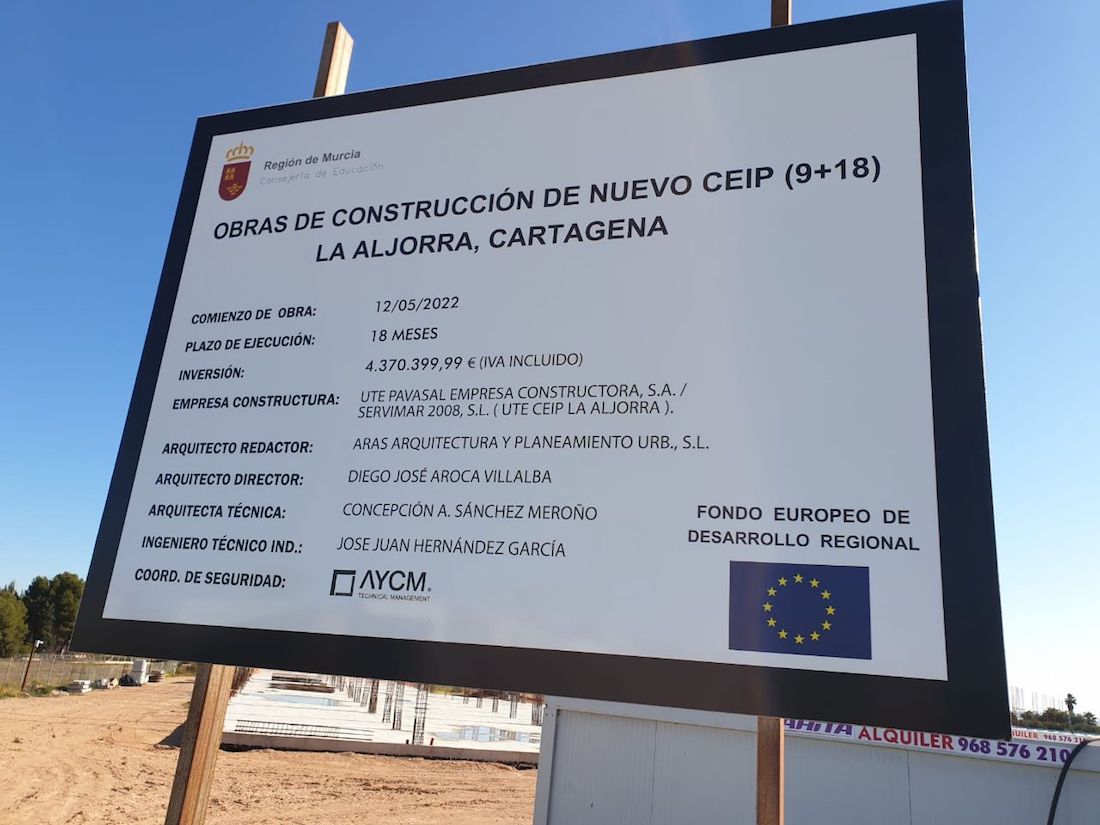 Región de Murcia
Consejería de Educación
OBRAS DE CONSTRUCCIÓN DE NUEVO CEIP (9+18)
LA ALJORRA, CARTAGENA
COMIENZO DE OBRA: 12/05/2022
PLAZO DE EJECUCIÓN: 18 MESES
INVERSIÓN: 4.370.399,99 € (IVA INCLUIDO)
EMPRESA CONSTRUCTURA: UTE PAVASAL EMPRESA CONSTRUCTORA, S.A. /
SERVIMAR 2008, S.L. ( UTE CEIP LA ALJORRA ).
ARQUITECTO REDACTOR: ARAS ARQUITECTURA Y PLANEAMIENTO URB., S.L.
ARQUITECTO DIRECTOR: DIEGO JOSÉ AROCA VILLALBA
ARQUITECTA TÉCNICA: CONCEPCIÓN A. SÁNCHEZ MEROÑO
INGENIERO TÉCNICO IND.: JOSE JUAN HERNÁNDEZ GARCÍA
COORD. DE SEGURIDAD: AYCM.
TECHNICAL MANAGEMENT
FONDO EUROPEO DE
DESARROLLO REGIONAL
ALQUILER 968 576 210